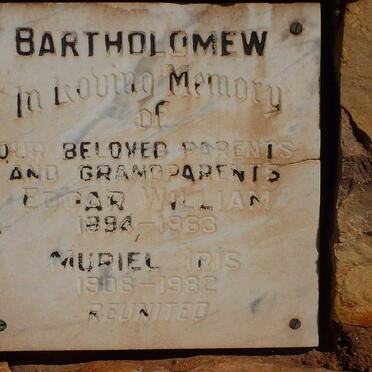 BARTHOLOMEW
In Loving Memory
of
OUR BELOVED PARENTS
AND GRANDPARENTS
EDGAR WILLIAM
1894-1963
MURIEL IRIS
1906-1982
REUNITED